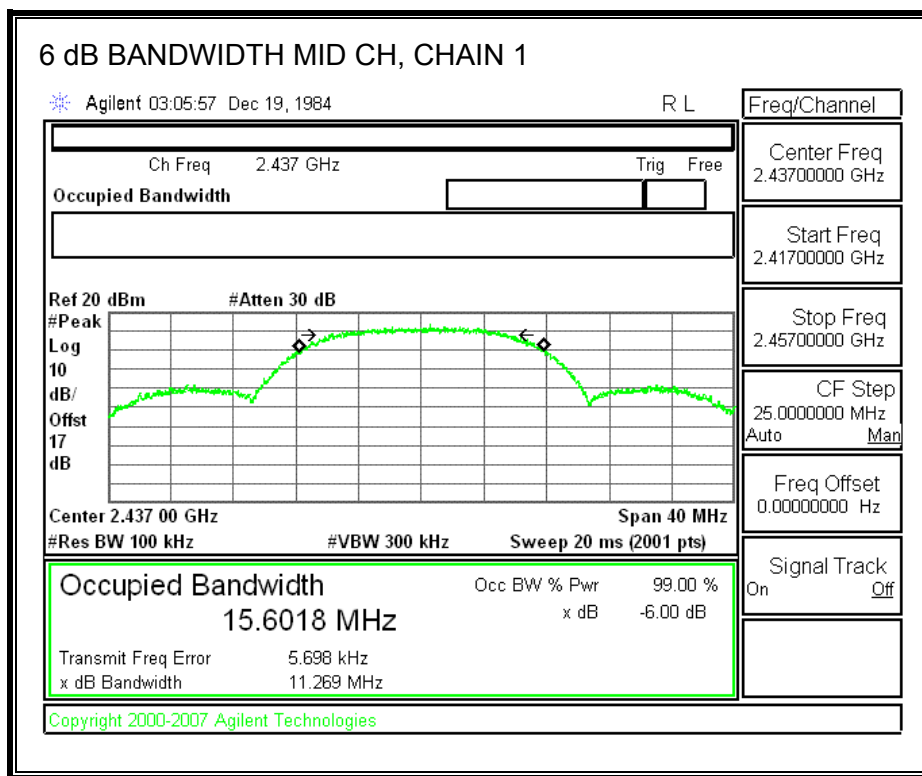 6 dB BANDWIDTH MID CH, CHAIN 1
Agilent 03:05:57 Dec 19, 1984 R L
Freq/Channel
Ch Freq 2.437 GHz Trig Free
Occupied Bandwidth
Center Freq
2.43700000 GHz
Start Freq
2.41700000 GHz
Stop Freq
2.45700000 GHz
CF Step
25.0000000 MHz
Auto Man
Freq Offset
0.00000000 Hz
Signal Track
On Off
Ref 20 dBm #Atten 30 dB
#Peak
Log
10
dB/
Offst
17
dB
Center 2.437 00 GHz Span 40 MHz
#Res BW 100 kHz #VBW 300 kHz Sweep 20 ms (2001 pts)
Occupied Bandwidth Occ BW % Pwr 99.00 %
15.6018 MHz x dB -6.00 dB
Transmit Freq Error 5.698 kHz
x dB Bandwidth 11.269 MHz
Copyright 2000-2007 Agilent Technologies